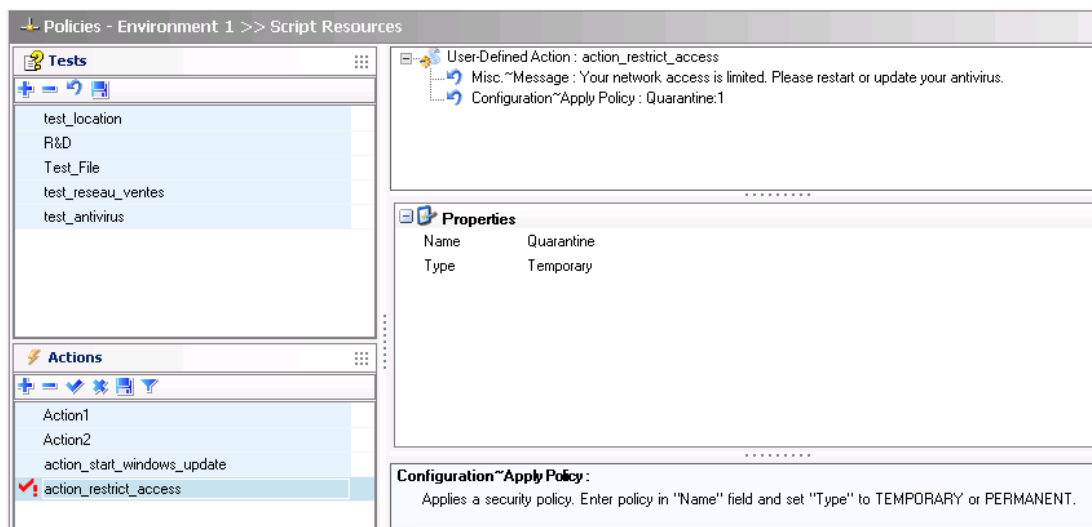 Policies - Environment 1 >> Script Resources
Tests
test_location
R&D
Test_File
test_reseau_ventes
test_antivirus
Actions
Action1
Action2
action_start_windows_update
action_restrict_access
User-Defined Action : action_restrict_access
Misc.~Message : Your network access is limited. Please restart or update your antivirus.
Configuration~Apply Policy : Quarantine:1
Properties
Name Quarantine
Type Temporary
Configuration~Apply Policy :
Applies a security policy. Enter policy in "Name" field and set "Type" to TEMPORARY or PERMANENT.